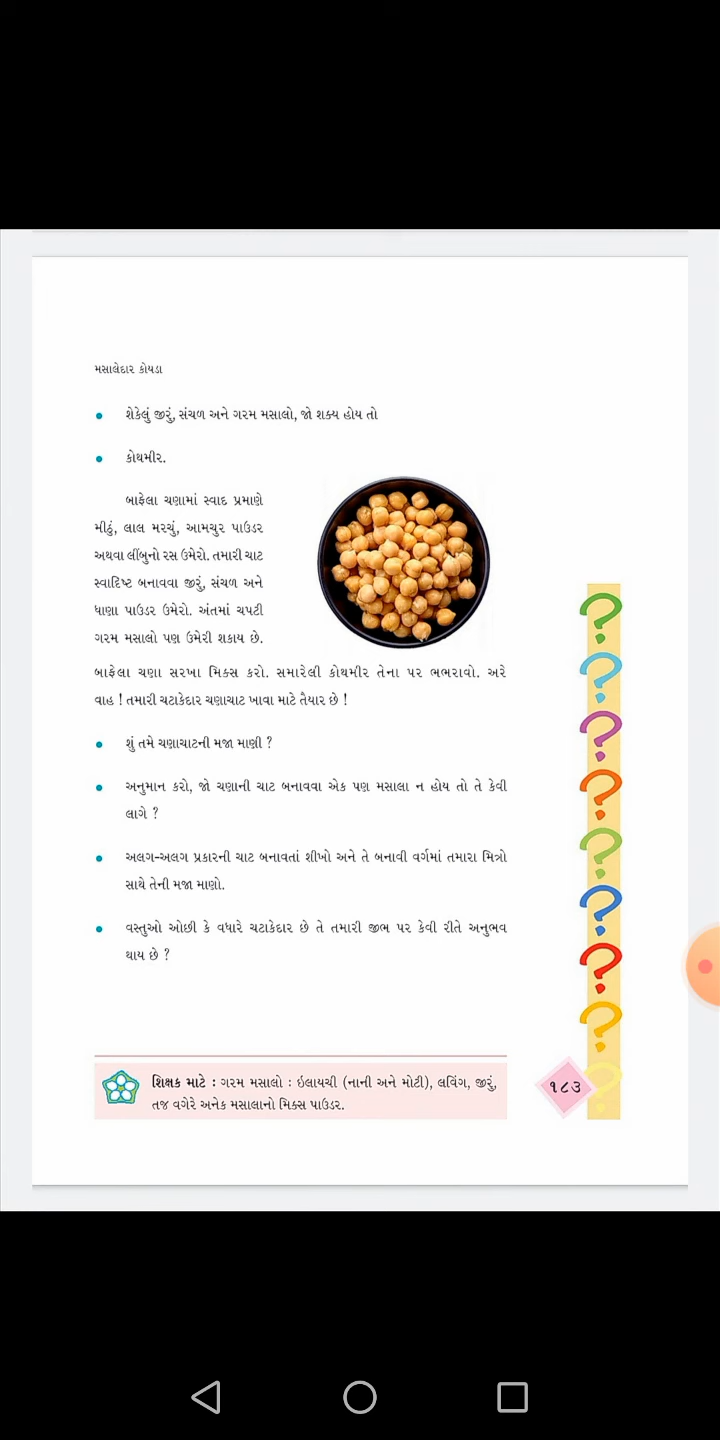 મસાલેદાર કોયડા
• શેકેલું જીરું, સંચળ અને ગરમ મસાલો, જો શક્ય હોય તો
• કોથમીર.
બાફેલા ચણામાં સ્વાદ પ્રમાણે
મીઠું, લાલ મરચું, આમચુર પાઉડર
અથવા લીંબુનો રસ ઉમેરો. તમારી ચાટ
સ્વાદિષ્ટ બનાવવા જીરું, સંચળ અને
ધાણા પાઉડર ઉમેરો. અંતમાં ચપટી
ગરમ મસાલો પણ ઉમેરી શકાય છે.
બાફેલા ચણા સરખા મિક્સ કરો. સમારેલી કોથમીર તેના પર ભભરાવો. અરે
વાહ ! તમારી ચટાકેદાર ચણાચાટ ખાવા માટે તૈયાર છે !
• શું તમે ચણાચાટની મજા માણી ?
• અનુમાન કરો, જો ચણાની ચાટ બનાવવા એક પણ મસાલા ન હોય તો તે કેવી
લાગે ?
• અલગ-અલગ પ્રકારની ચાટ બનાવતાં શીખો અને તે બનાવી વર્ગમાં તમારા મિત્રો
સાથે તેની મજા માણો.
• વસ્તુઓ ઓછી કે વધારે ચટાકેદાર છે તે તમારી જીભ પર કેવી રીતે અનુભવ
થાય છે ?
શિક્ષક માટે : ગરમ મસાલો : ઇલાયચી (નાની અને મોટી), લવિંગ, જીરું,
તજ વગેરે અનેક મસાલાનો મિક્સ પાઉડર.
૧૮૩